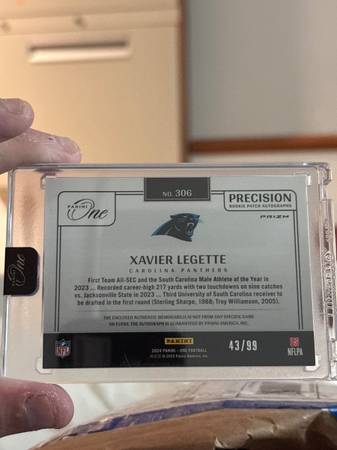 NO. 306
PANINI
One
PRECISION
ROOKIE PATCH AUTOGRAPHS
PRIZM
XAVIER LEGETTE
CAROLINA PANTHERS
First Team All-SEC and the South Carolina Male Athlete of the Year in
2023 ... Recorded career-high 217 yards with two touchdowns on nine catches
vs. Jacksonville State in 2023 ... Third University of South Carolina receiver to
be drafted in the first round (Sterling Sharpe, 1988; Troy Williamson, 2005).
THE ENCLOSED AUTHENTIC MEMORABILIA IS NOT FROM ANY SPECIFIC GAME
OR EVENT. THE AUTOGRAPH IS GUARANTEED BY PANINI AMERICA, INC.
NFL
PANINI
2024 PANINI - ONE FOOTBALL
43/99
NFLPA
One